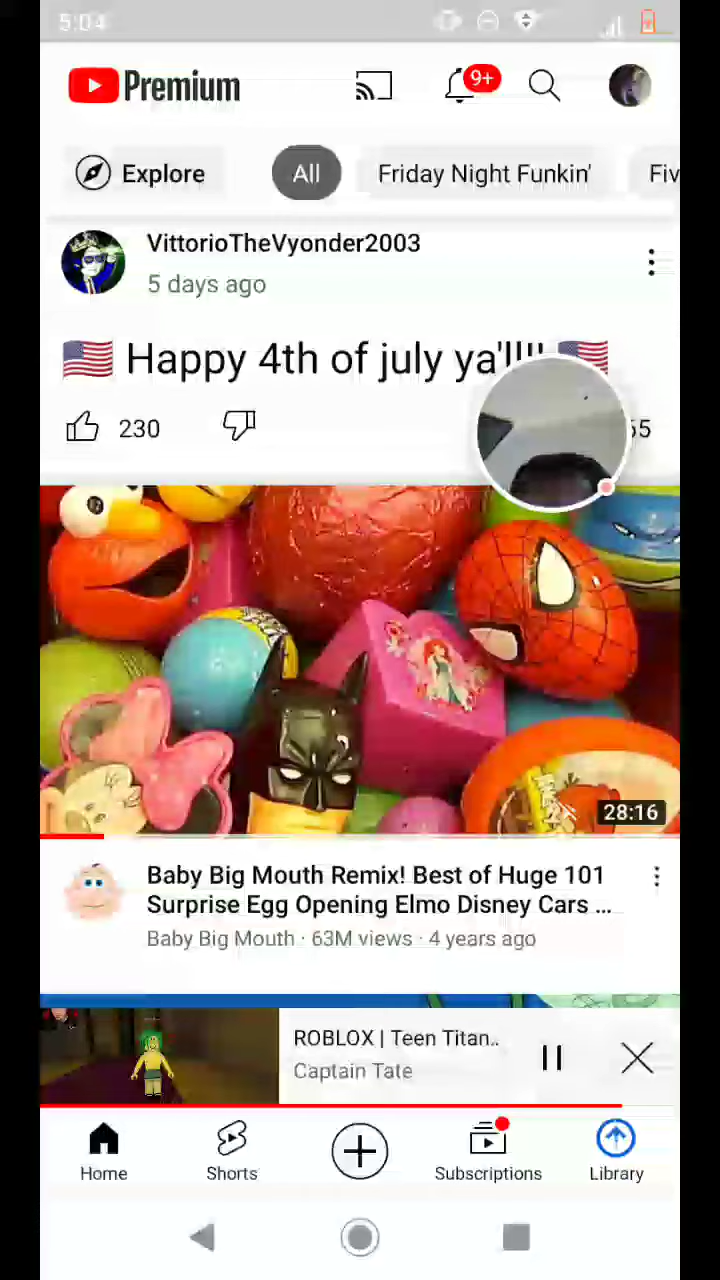 5:04
Premium
9+
Explore
All
Friday Night Funkin'
Fiv
VittorioTheVyonder2003
5 days ago
🇺🇸 Happy 4th of july ya'll!! 🇺🇸
230
65
28:16
Baby Big Mouth Remix! Best of Huge 101
Surprise Egg Opening Elmo Disney Cars ...
Baby Big Mouth · 63M views · 4 years ago
ROBLOX | Teen Titan..
Captain Tate
Home
Shorts
Subscriptions
Library